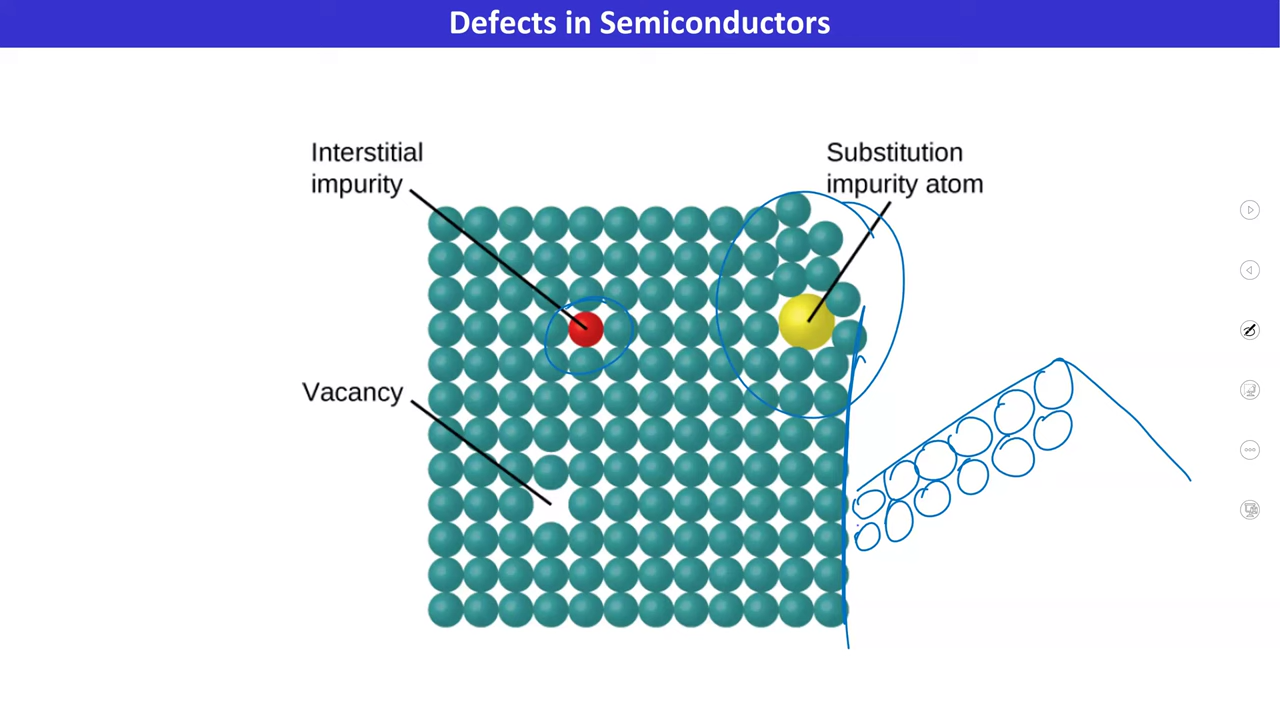 Defects in Semiconductors
Interstitial
impurity
Substitution
impurity atom
Vacancy